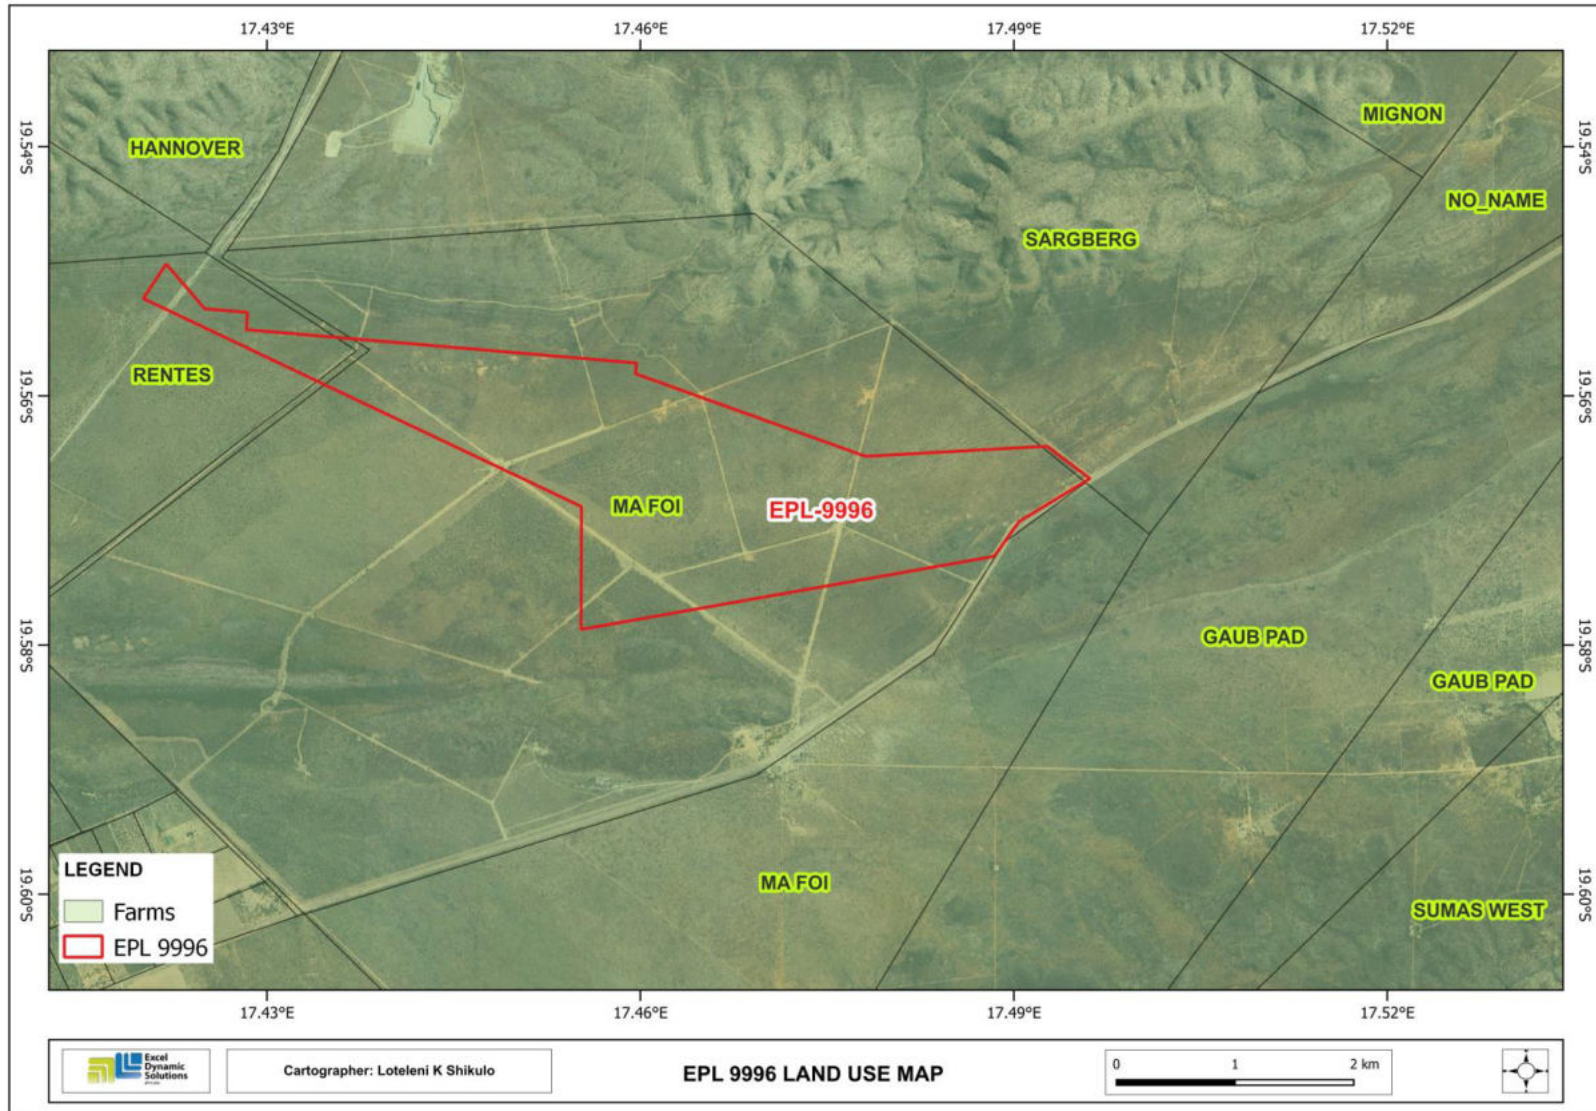 17.43°E
17.46°E
17.49°E
17.52°E
19.54°S
19.54°S
HANNOVER
MIGNON
NO_NAME
SARGBERG
19.56°S
19.56°S
RENTES
MA FOI
EPL-9996
19.58°S
19.58°S
GAUB PAD
GAUB PAD
MA FOI
19.60°S
19.60°S
SUMAS WEST
LEGEND
Farms
EPL 9996
17.43°E
17.46°E
17.49°E
17.52°E
Excel
Dynamic
Solutions
Cartographer: Loteleni K Shikulo
EPL 9996 LAND USE MAP
0 1 2 km